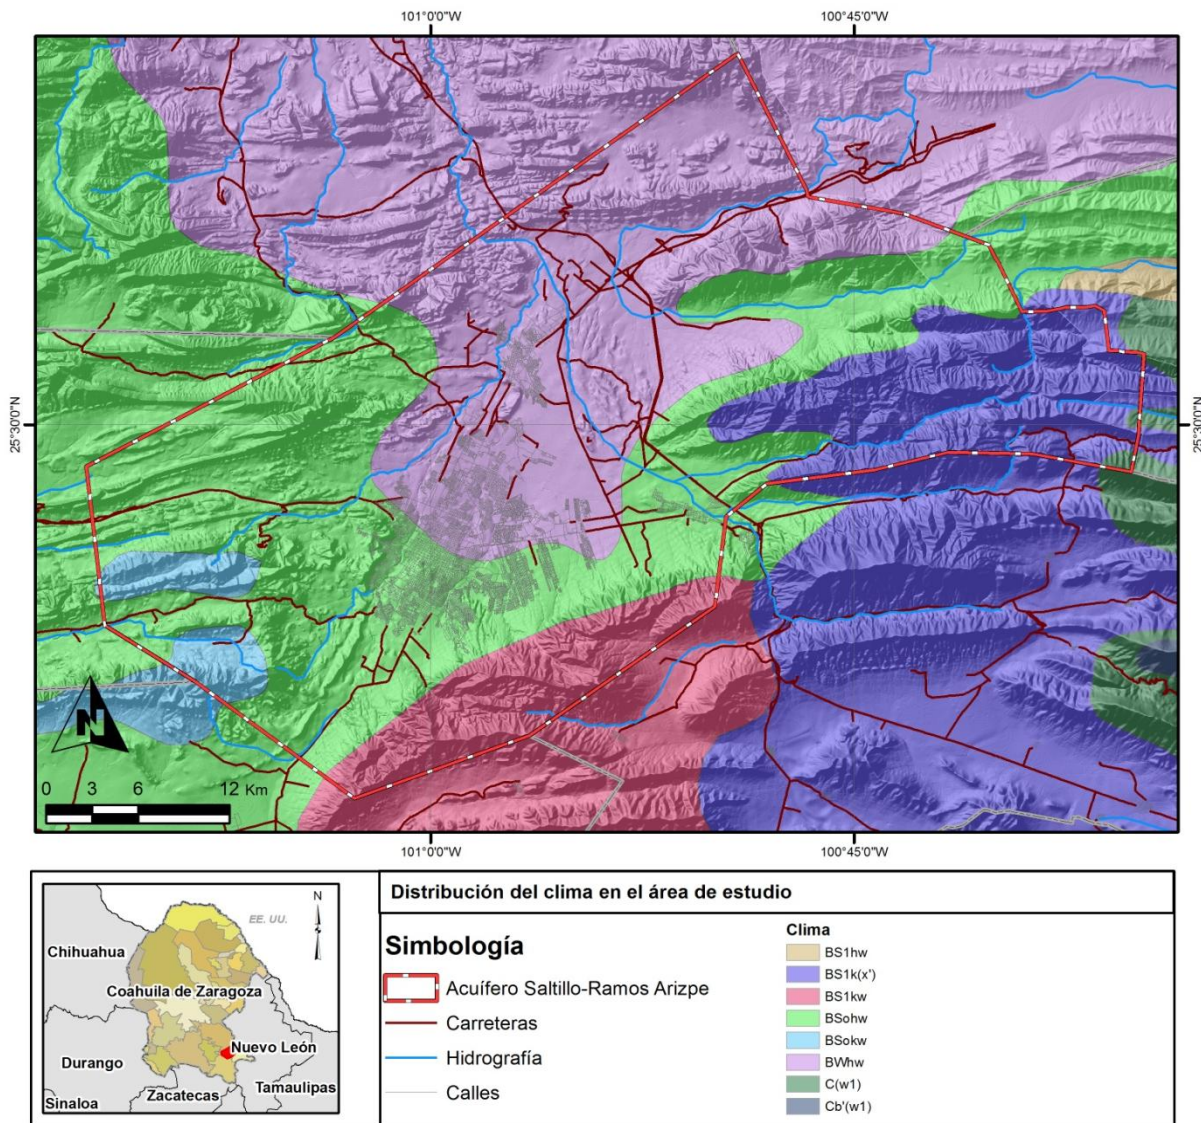 101°0'0"W
100°45'0"W
25°30'0"N
25°30'0"N
N
0 3 6 12 Km
101°0'0"W
100°45'0"W
Distribución del clima en el área de estudio
N
EE. UU.
Chihuahua
Coahuila de Zaragoza
Nuevo León
Durango
Tamaulipas
Zacatecas
Sinaloa
Simbología
Acuífero Saltillo-Ramos Arizpe
Carreteras
Hidrografía
Calles
Clima
BS1hw
BS1k(x')
BS1kw
BSohw
BSokw
BWhw
C(w1)
Cb'(w1)